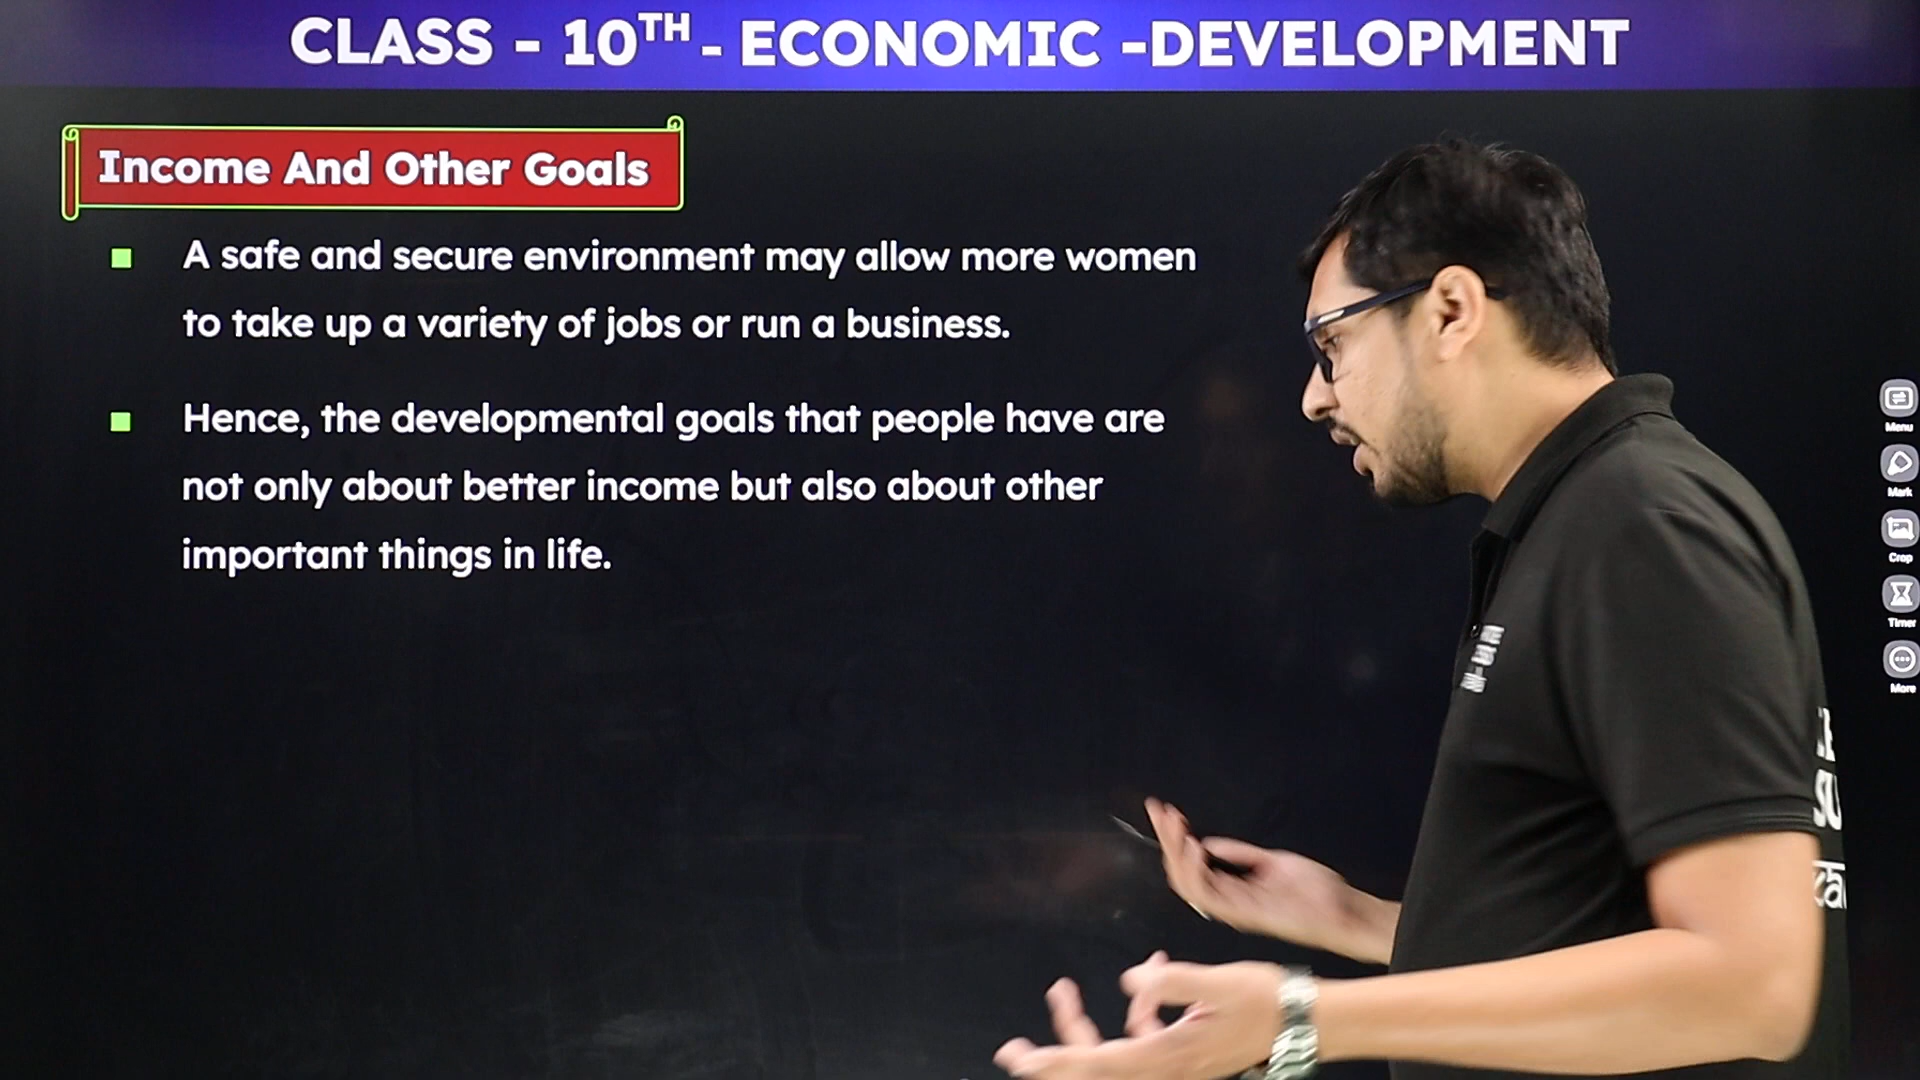 CLASS - 10TH - ECONOMIC -DEVELOPMENT
Income And Other Goals
A safe and secure environment may allow more women
to take up a variety of jobs or run a business.
Hence, the developmental goals that people have are
not only about better income but also about other
important things in life.
Menu
Mark
Crop
Timer
More